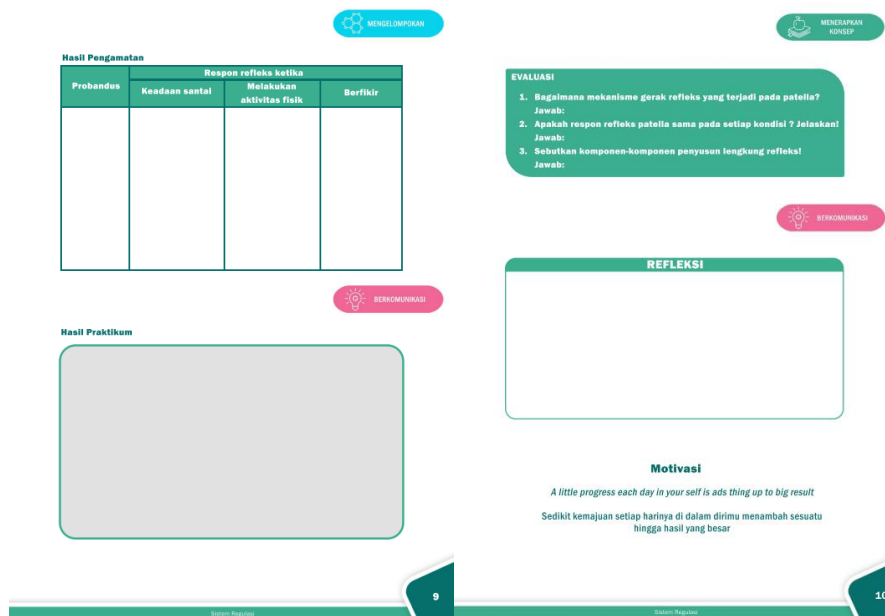 MENGELOMPOKAN
Hasil Pengamatan
Probandus
Respon refleks ketika
Keadaan santai
Melakukan
aktivitas fisik
Berfikir
BERKOMUNIKASI
Hasil Praktikum
9
Sistem Regulasi
MENERAPKAN
KONSEP
EVALUASI
1. Bagaimana mekanisme gerak refleks yang terjadi pada patella?
Jawab:
2. Apakah respon refleks patella sama pada setiap kondisi ? Jelaskan!
Jawab:
3. Sebutkan komponen-komponen penyusun lengkung refleks!
Jawab:
BERKOMUNIKASI
REFLEKSI
Motivasi
A little progress each day in your self is ads thing up to big result
Sedikit kemajuan setiap harinya di dalam dirimu menambah sesuatu
hingga hasil yang besar
10
Sistem Regulasi